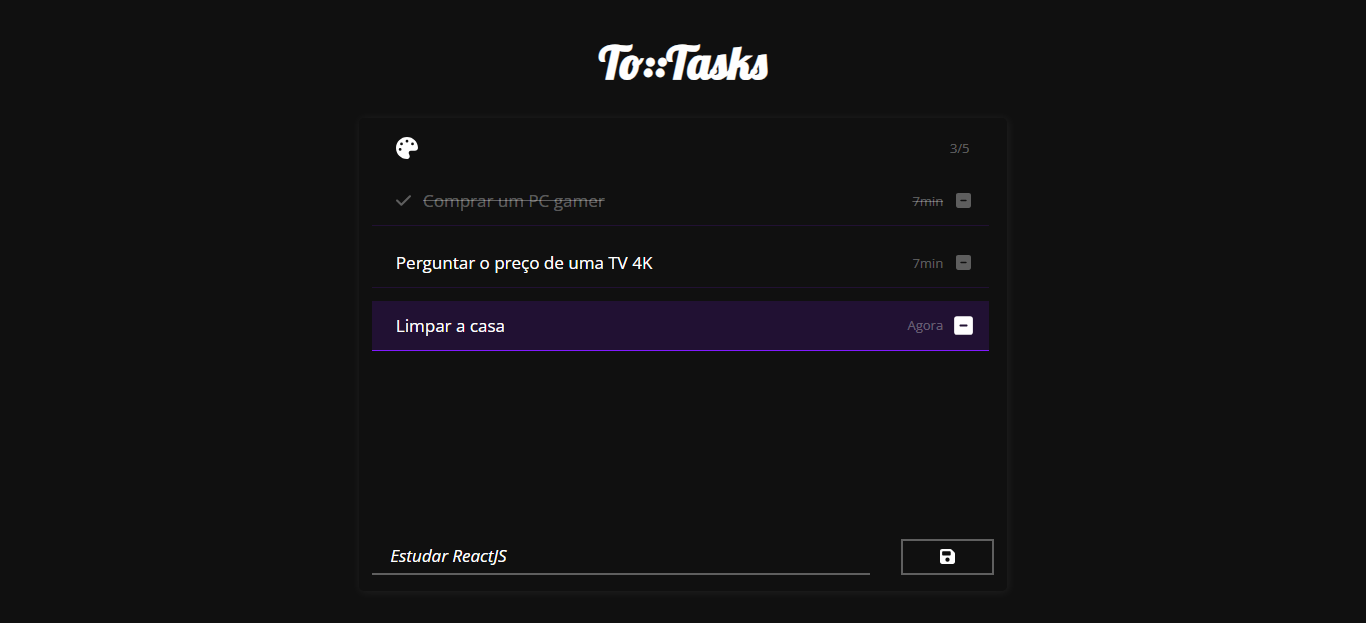 To::Tasks
3/5
Comprar um PC gamer 7min
Perguntar o preço de uma TV 4K 7min
Limpar a casa Agora
Estudar ReactJS